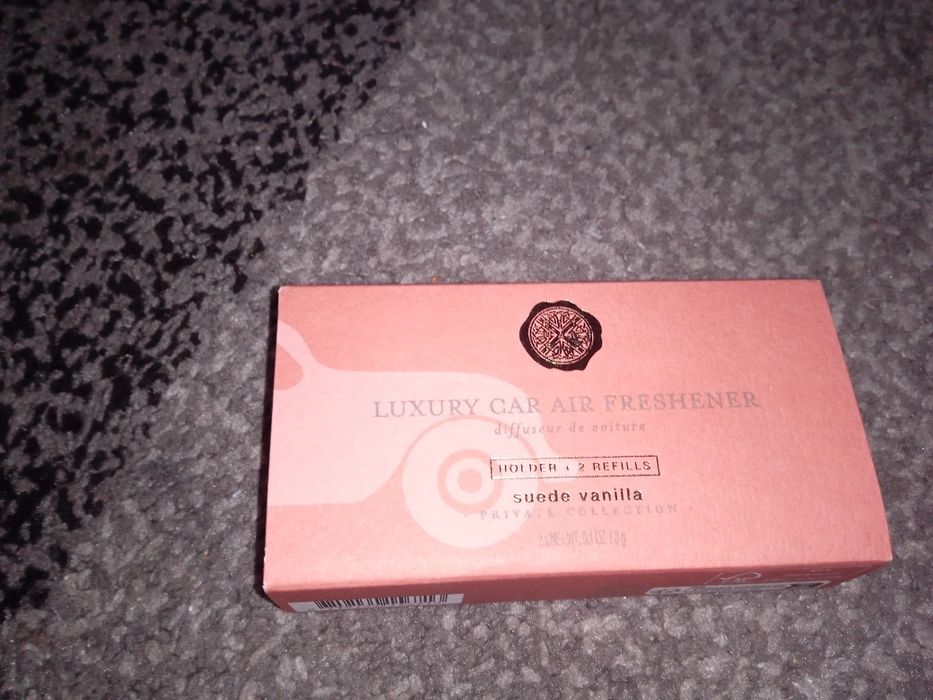 LUXURY CAR AIR FRESHENER
diffuseur de voiture
HOLDER + 2 REFILLS
suede vanilla
PRIVATE COLLECTION